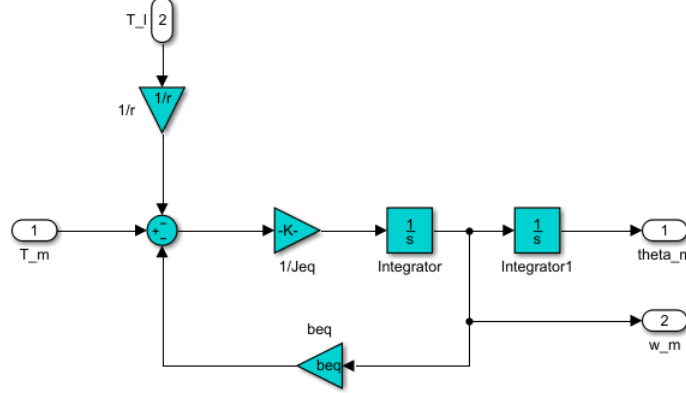 T_l
2
1/r
1/r
+
−
−
1
T_m
-K-
1/Jeq
1
s
Integrator
1
s
Integrator1
1
theta_m
2
w_m
beq
beq